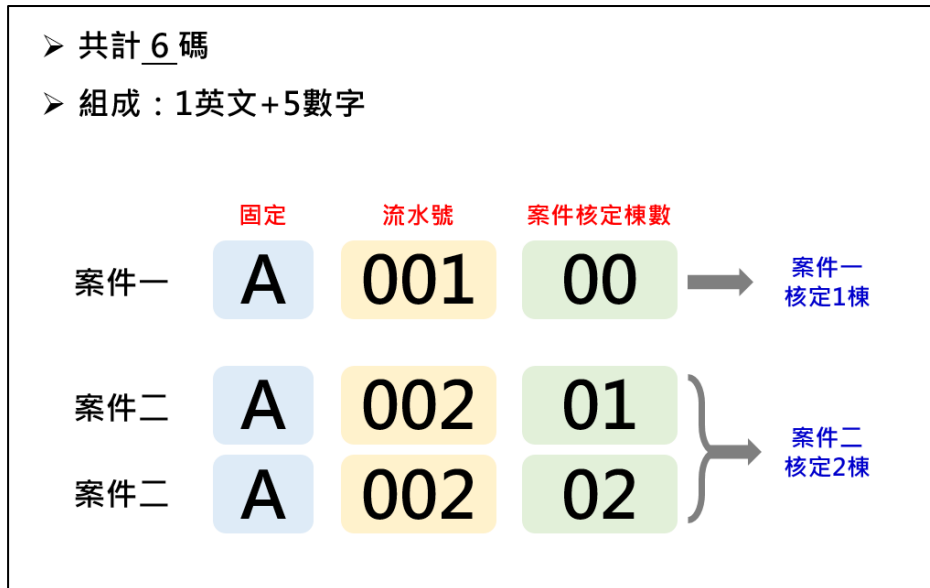 ➢ 共計 6 碼
➢ 組成：1英文+5數字
固定 流水號 案件核定棟數
案件一 A 001 00 案件一
核定1棟
案件二 A 002 01
案件二
核定2棟
案件二 A 002 02